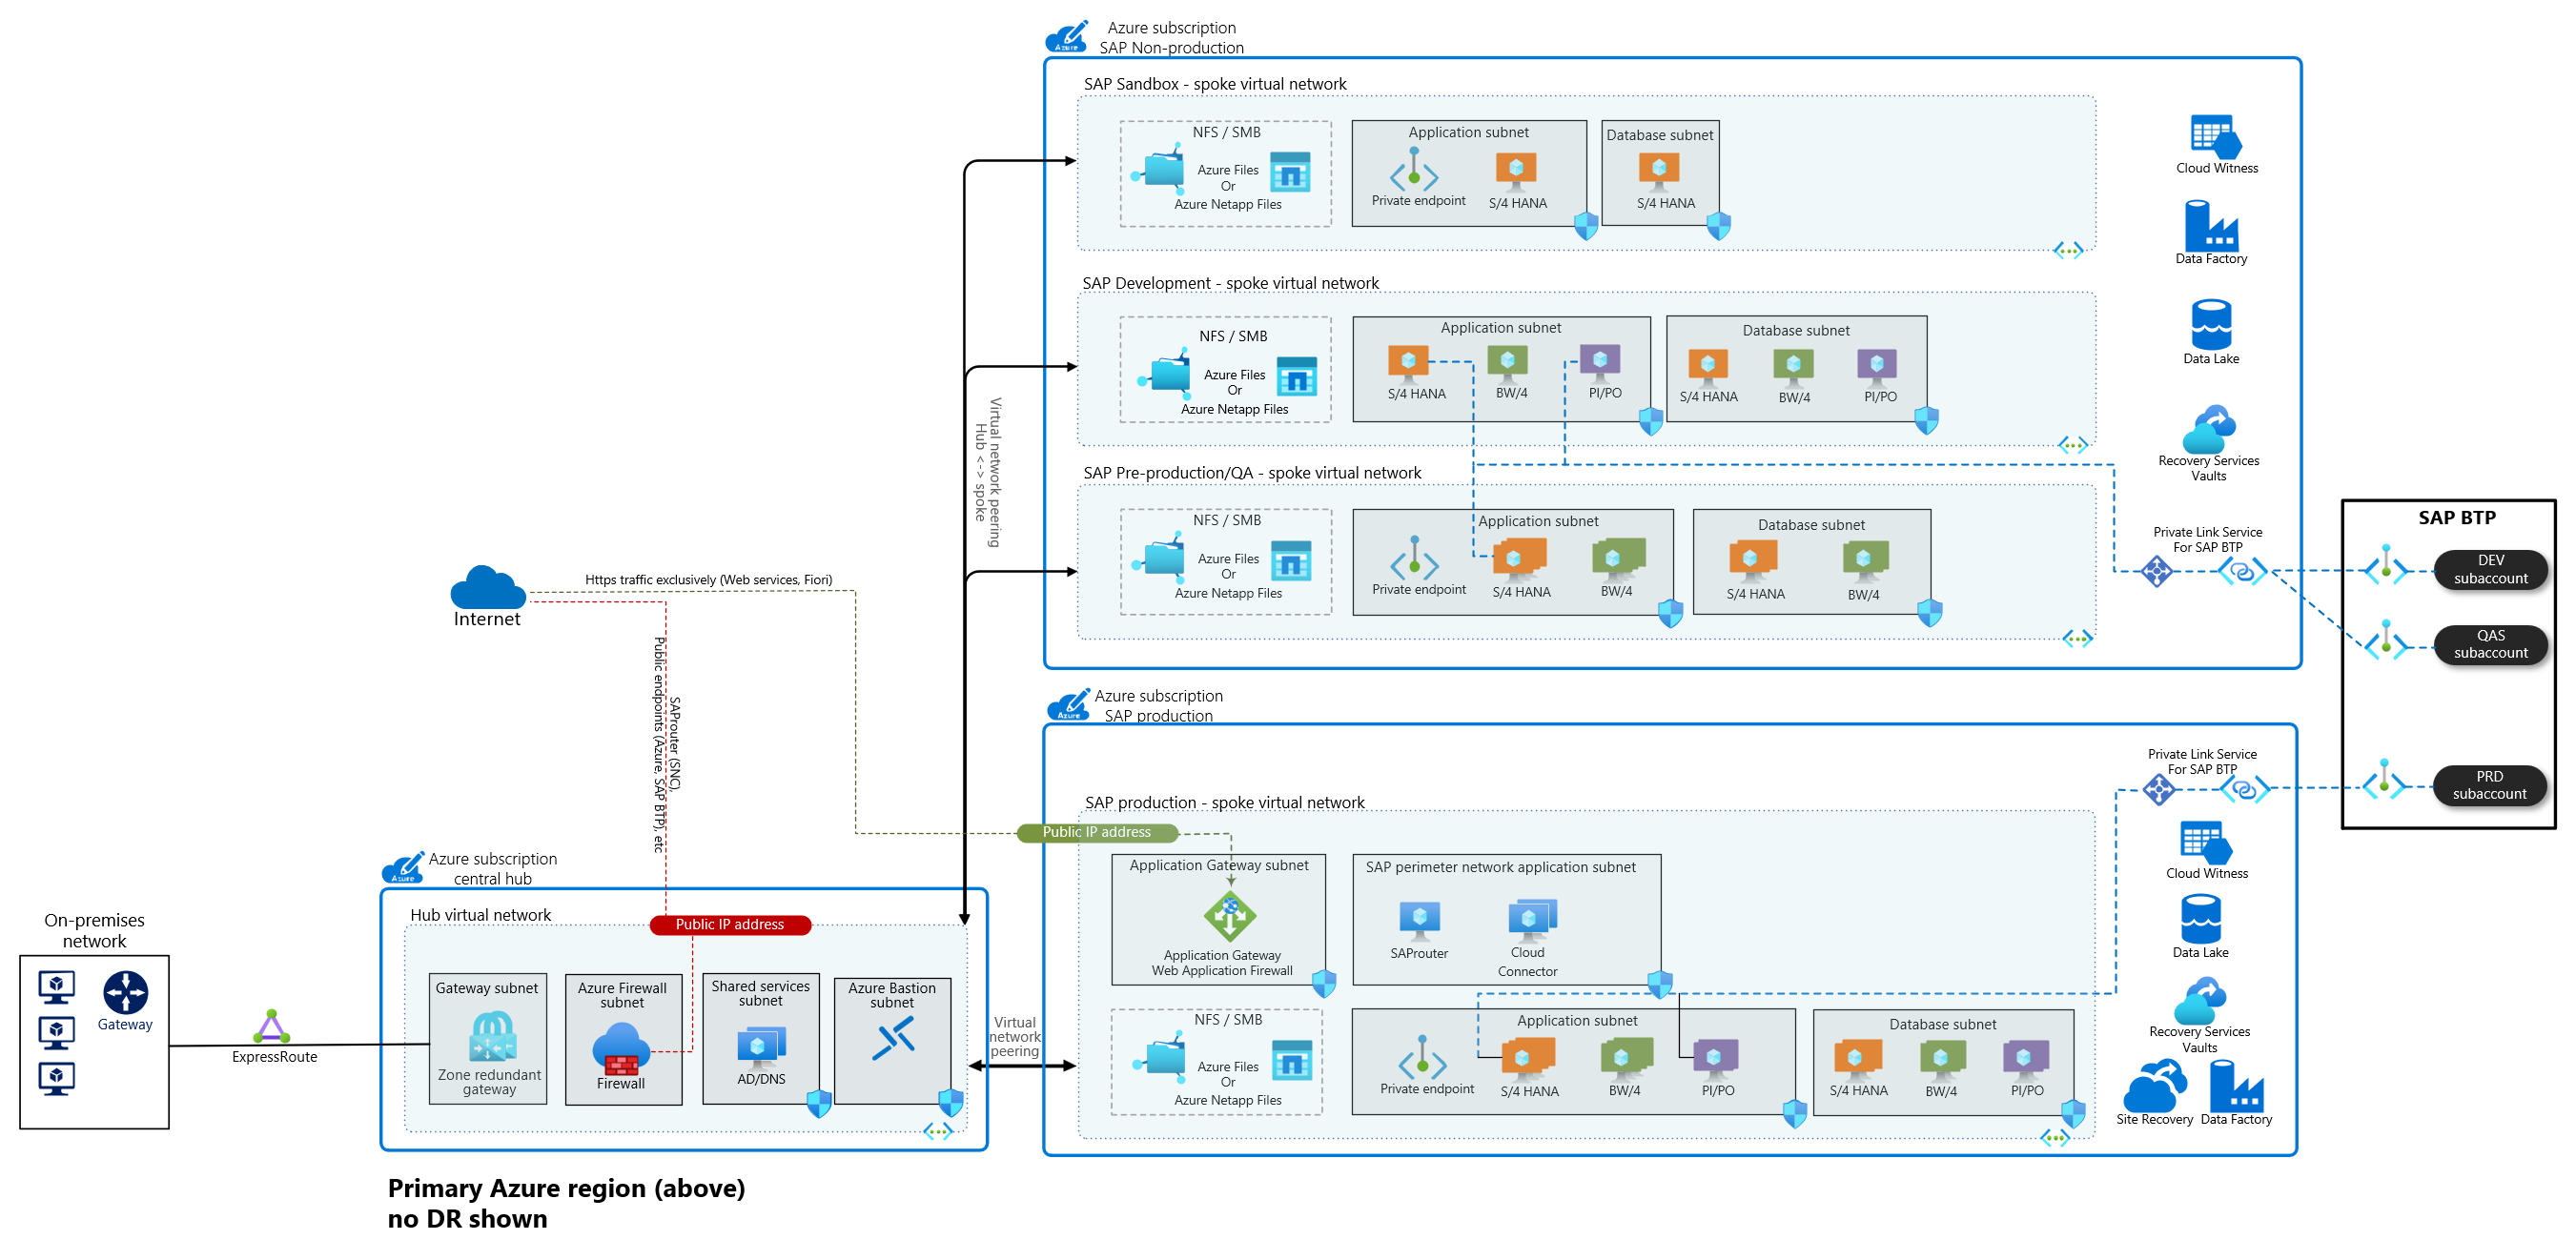 Azure subscription
SAP Non-production
Azure
SAP Sandbox - spoke virtual network
NFS / SMB
Azure Files
Or
Azure Netapp Files
Application subnet
Private endpoint
S/4 HANA
Database subnet
S/4 HANA
Cloud Witness
Data Factory
Data Lake
Recovery Services
Vaults
SAP Development - spoke virtual network
NFS / SMB
Azure Files
Or
Azure Netapp Files
Application subnet
S/4 HANA
BW/4
PI/PO
Database subnet
S/4 HANA
BW/4
PI/PO
Virtual network peering
Hub <-> spoke
SAP Pre-production/QA - spoke virtual network
NFS / SMB
Azure Files
Or
Azure Netapp Files
Application subnet
Private endpoint
S/4 HANA
BW/4
Database subnet
S/4 HANA
BW/4
Private Link Service
For SAP BTP
SAP BTP
DEV
subaccount
QAS
subaccount
PRD
subaccount
Internet
Https traffic exclusively (Web services, Fiori)
SAProuter (SNC),
Public endpoints (Azure, SAP BTP), etc
Azure subscription
SAP production
Azure
SAP production - spoke virtual network
Public IP address
Application Gateway subnet
Application Gateway
Web Application Firewall
SAP perimeter network application subnet
SAProuter
Cloud
Connector
NFS / SMB
Azure Files
Or
Azure Netapp Files
Application subnet
Private endpoint
S/4 HANA
BW/4
PI/PO
Database subnet
S/4 HANA
BW/4
PI/PO
Private Link Service
For SAP BTP
Cloud Witness
Data Lake
Recovery Services
Vaults
Site Recovery
Data Factory
Azure subscription
central hub
Azure
Hub virtual network
Public IP address
Gateway subnet
Zone redundant
gateway
Azure Firewall
subnet
Firewall
Shared services
subnet
AD/DNS
Azure Bastion
subnet
Virtual
network
peering
On-premises
network
Gateway
ExpressRoute
Primary Azure region (above)
no DR shown